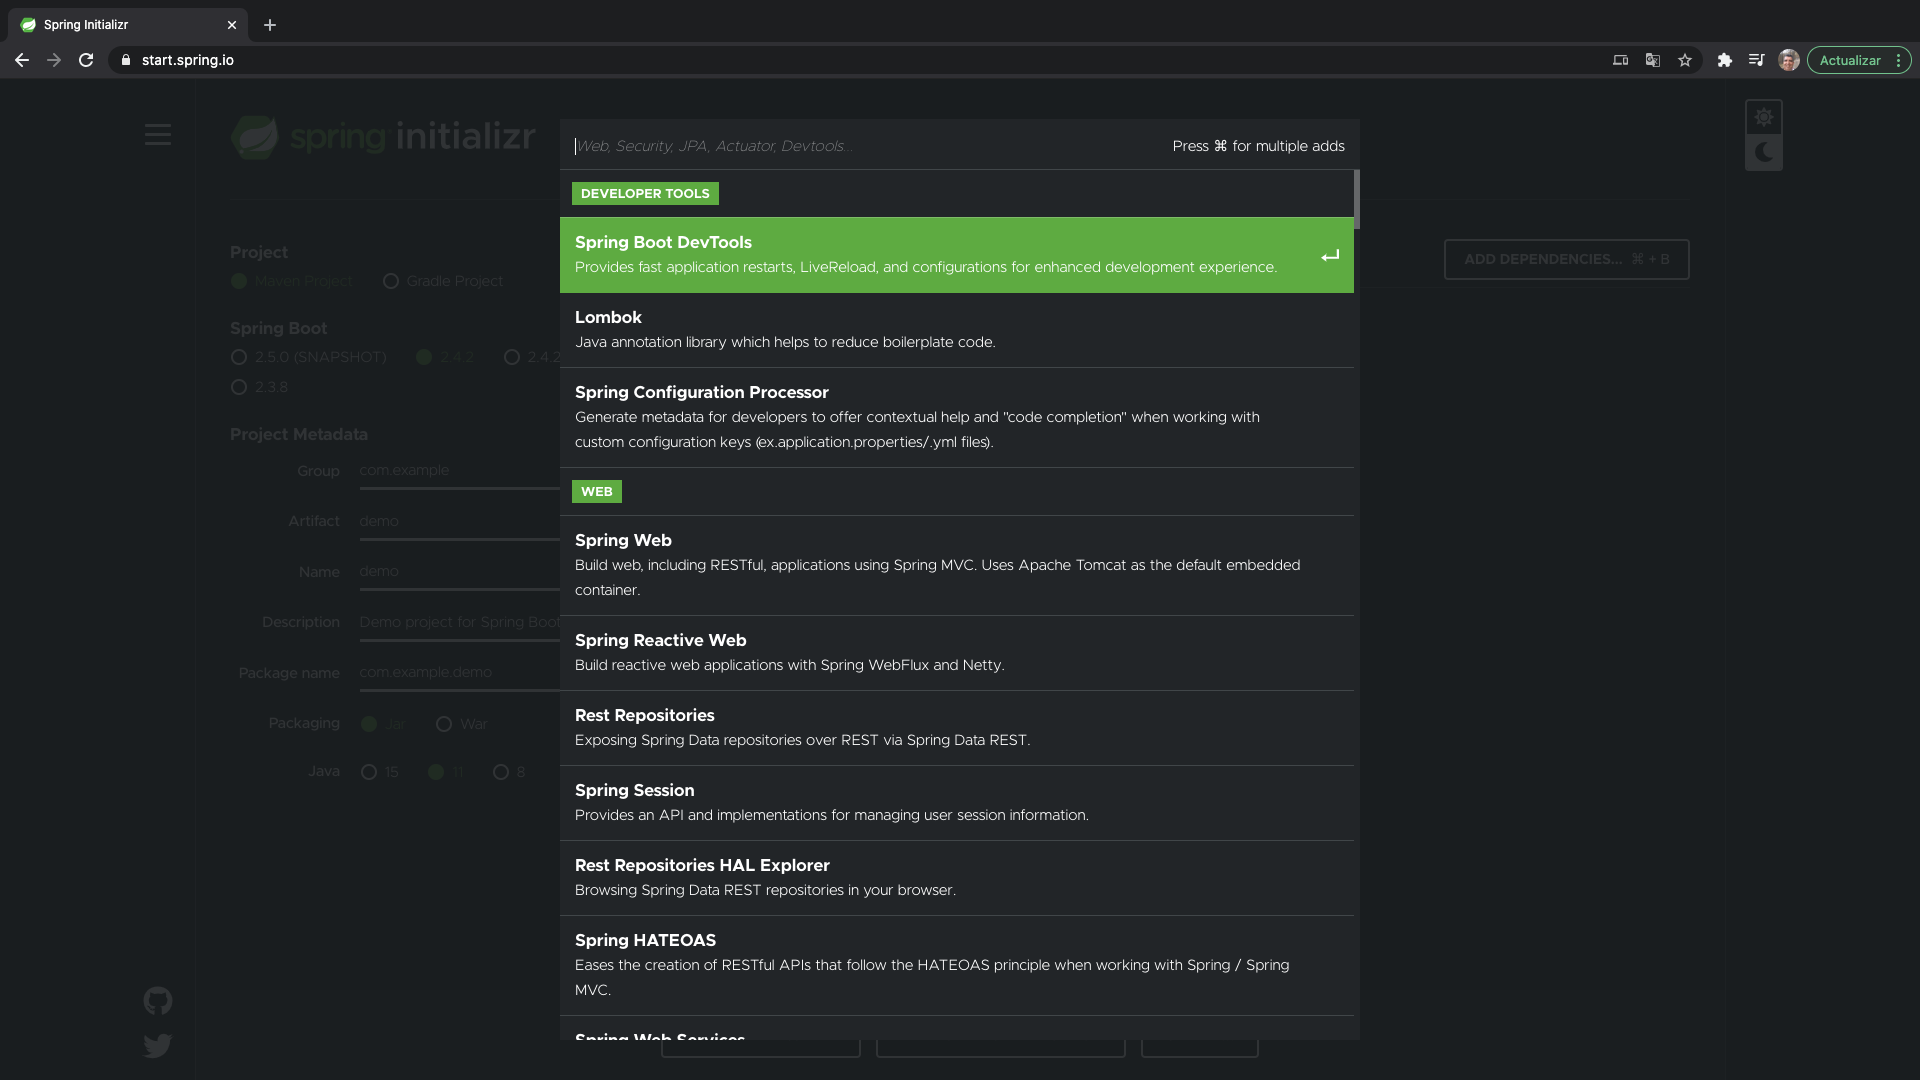 Spring Initializr
start.spring.io
Actualizar
spring initializr
Web, Security, JPA, Actuator, Devtools...
Press ⌘ for multiple adds
DEVELOPER TOOLS
Spring Boot DevTools
Provides fast application restarts, LiveReload, and configurations for enhanced development experience.
Lombok
Java annotation library which helps to reduce boilerplate code.
Spring Configuration Processor
Generate metadata for developers to offer contextual help and "code completion" when working with
custom configuration keys (ex.application.properties/.yml files).
WEB
Spring Web
Build web, including RESTful, applications using Spring MVC. Uses Apache Tomcat as the default embedded
container.
Spring Reactive Web
Build reactive web applications with Spring WebFlux and Netty.
Rest Repositories
Exposing Spring Data repositories over REST via Spring Data REST.
Spring Session
Provides an API and implementations for managing user session information.
Rest Repositories HAL Explorer
Browsing Spring Data REST repositories in your browser.
Spring HATEOAS
Eases the creation of RESTful APIs that follow the HATEOAS principle when working with Spring / Spring
MVC.
Spring Web Services
Project
Maven Project
Gradle Project
Spring Boot
2.5.0 (SNAPSHOT)
2.4.2
2.4.2
2.3.8
Project Metadata
Group
com.example
Artifact
demo
Name
demo
Description
Demo project for Spring Boot
Package name
com.example.demo
Packaging
Jar
War
Java
15
11
8
ADD DEPENDENCIES... ⌘ + B